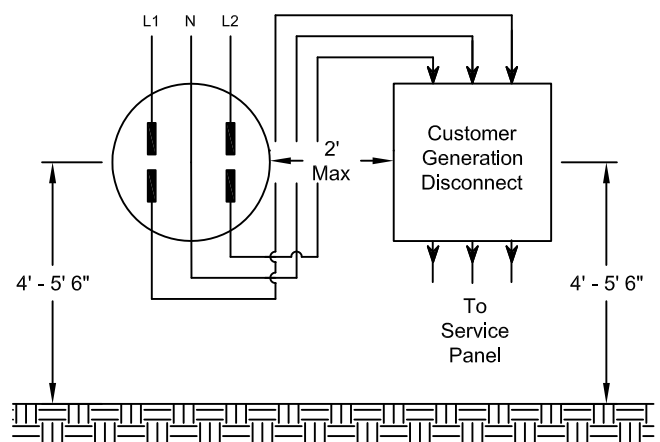 L1 N L2
Customer
Generation
Disconnect
2'
Max
4' - 5' 6"
4' - 5' 6"
To
Service
Panel